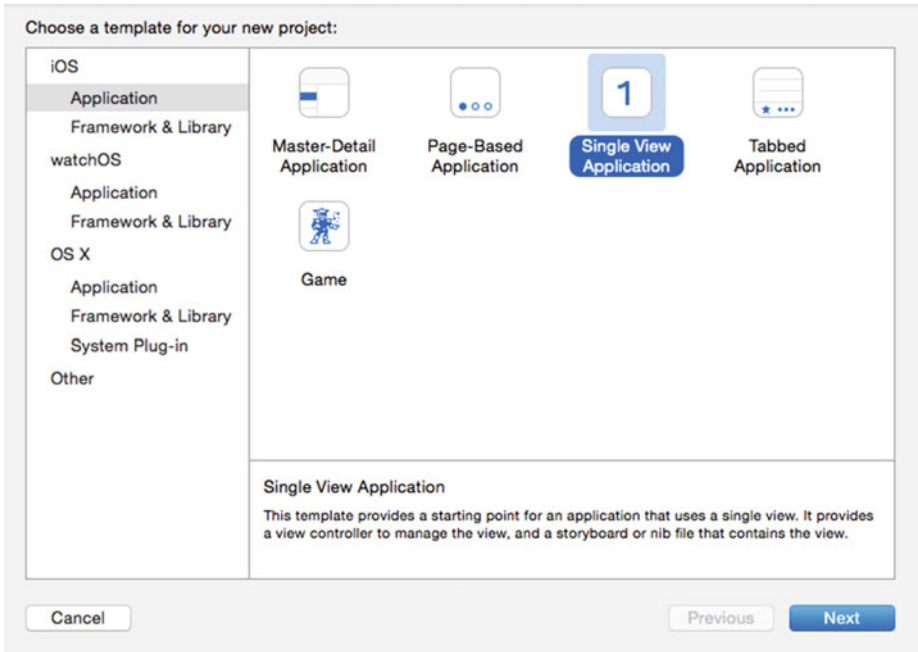 Choose a template for your new project:
iOS
Application
Framework & Library
watchOS
Application
Framework & Library
OS X
Application
Framework & Library
System Plug-in
Other
Master-Detail
Application
Page-Based
Application
1
Single View
Application
Tabbed
Application
Game
Single View Application
This template provides a starting point for an application that uses a single view. It provides
a view controller to manage the view, and a storyboard or nib file that contains the view.
Cancel
Previous
Next